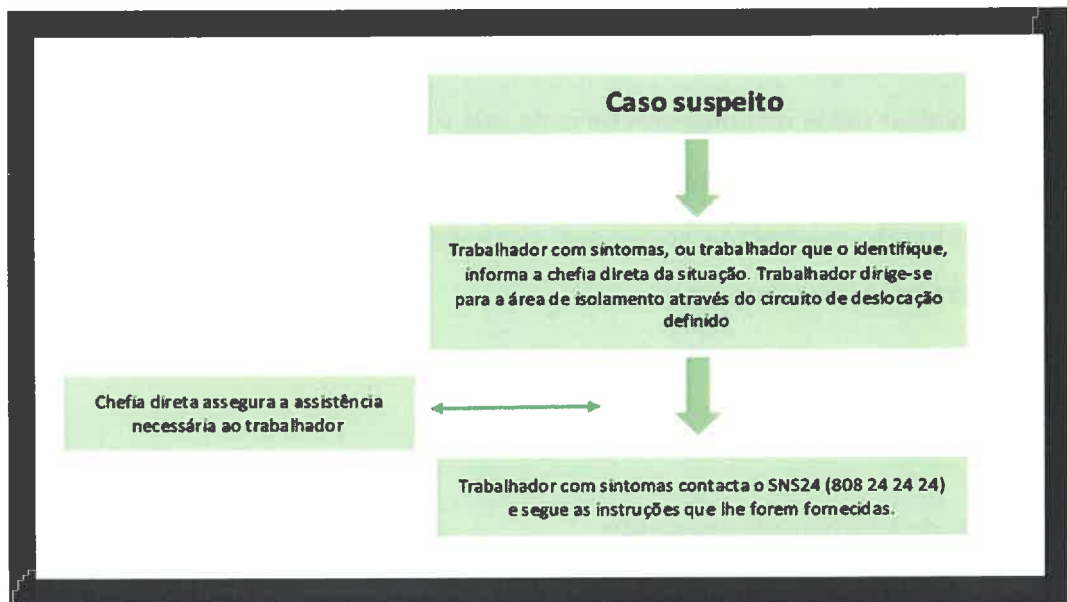 Caso suspeito
Trabalhador com sintomas, ou trabalhador que o identifique,
informa a chefia direta da situação. Trabalhador dirige-se
para a área de isolamento através do circuito de deslocação
definido
Chefia direta assegura a assistência
necessária ao trabalhador
Trabalhador com sintomas contacta o SNS24 (808 24 24 24)
e segue as instruções que lhe forem fornecidas.